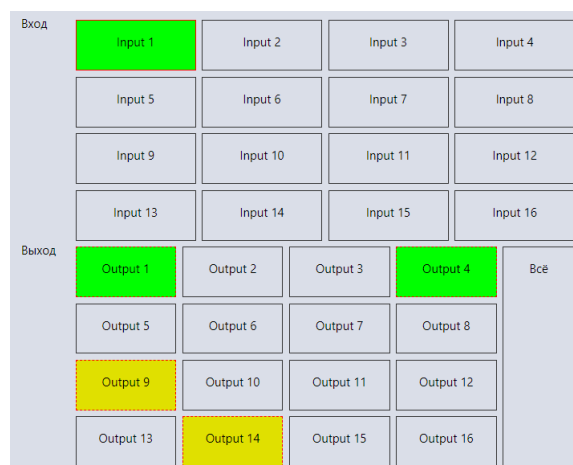 Вход
Input 1 Input 2 Input 3 Input 4
Input 5 Input 6 Input 7 Input 8
Input 9 Input 10 Input 11 Input 12
Input 13 Input 14 Input 15 Input 16
Выход
Output 1 Output 2 Output 3 Output 4 Всё
Output 5 Output 6 Output 7 Output 8
Output 9 Output 10 Output 11 Output 12
Output 13 Output 14 Output 15 Output 16